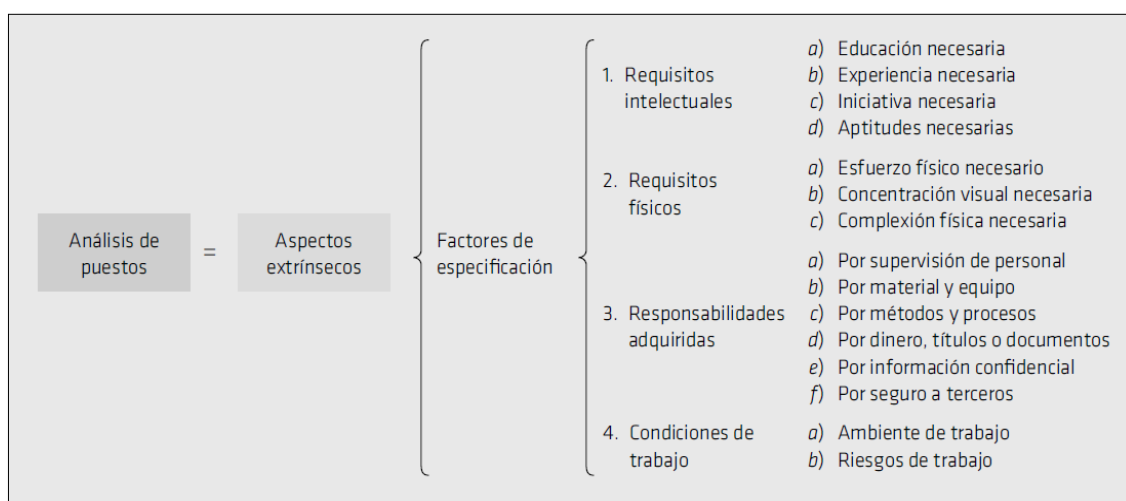 Análisis de
puestos
=
Aspectos
extrínsecos
Factores de
especificación
1. Requisitos
intelectuales
a) Educación necesaria
b) Experiencia necesaria
c) Iniciativa necesaria
d) Aptitudes necesarias
2. Requisitos
físicos
a) Esfuerzo físico necesario
b) Concentración visual necesaria
c) Complexión física necesaria
3. Responsabilidades
adquiridas
a) Por supervisión de personal
b) Por material y equipo
c) Por métodos y procesos
d) Por dinero, títulos o documentos
e) Por información confidencial
f) Por seguro a terceros
4. Condiciones de
trabajo
a) Ambiente de trabajo
b) Riesgos de trabajo